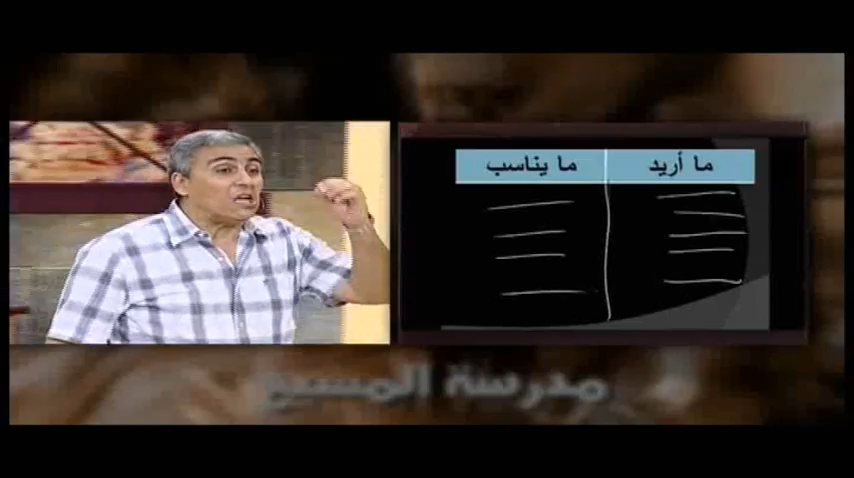 ما أريد
ما يناسب
مدرسة المسيح